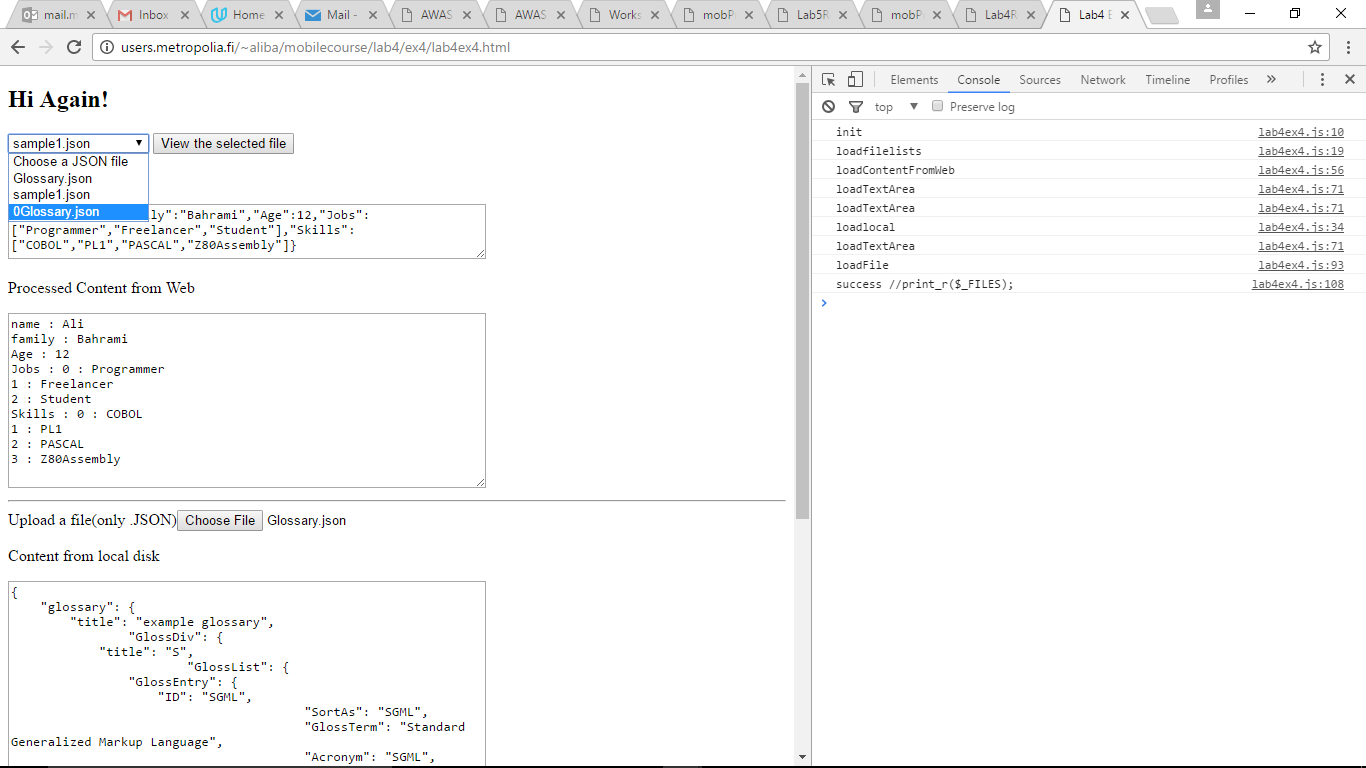 mail.m
Inbox
Home
Mail -
AWAS
AWAS
Works
mobP
Lab5R
mobP
Lab4R
Lab4 E
users.metropolia.fi/~aliba/mobilecourse/lab4/ex4/lab4ex4.html
Hi Again!
sample1.json
View the selected file
Choose a JSON file
Glossary.json
sample1.json
0Glossary.json
ly":"Bahrami","Age":12,"Jobs":
["Programmer","Freelancer","Student"],"Skills":
["COBOL","PL1","PASCAL","Z80Assembly"]}
Processed Content from Web
name : Ali
family : Bahrami
Age : 12
Jobs : 0 : Programmer
1 : Freelancer
2 : Student
Skills : 0 : COBOL
1 : PL1
2 : PASCAL
3 : Z80Assembly
Upload a file(only .JSON) Choose File Glossary.json
Content from local disk
{
"glossary": {
"title": "example glossary",
"GlossDiv": {
"title": "S",
"GlossList": {
"GlossEntry": {
"ID": "SGML",
"SortAs": "SGML",
"GlossTerm": "Standard
Generalized Markup Language",
"Acronym": "SGML",
Elements Console Sources Network Timeline Profiles »
top Preserve log
init lab4ex4.js:10
loadfilelists lab4ex4.js:19
loadContentFromWeb lab4ex4.js:56
loadTextArea lab4ex4.js:71
loadTextArea lab4ex4.js:71
loadlocal lab4ex4.js:34
loadTextArea lab4ex4.js:71
loadFile lab4ex4.js:93
success //print_r($_FILES); lab4ex4.js:108